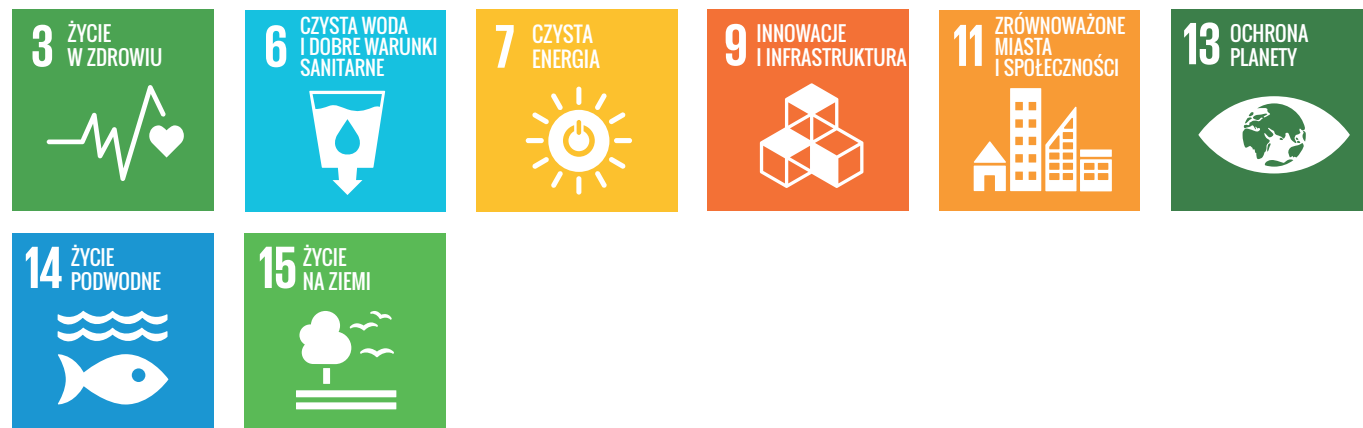 3 ŻYCIE
W ZDROWIU
6 CZYSTA WODA
I DOBRE WARUNKI
SANITARNE
7 CZYSTA
ENERGIA
9 INNOWACJE
I INFRASTRUKTURA
11 ZRÓWNOWAŻONE
MIASTA
I SPOŁECZNOŚCI
13 OCHRONA
PLANETY
14 ŻYCIE
PODWODNE
15 ŻYCIE
NA ZIEMI